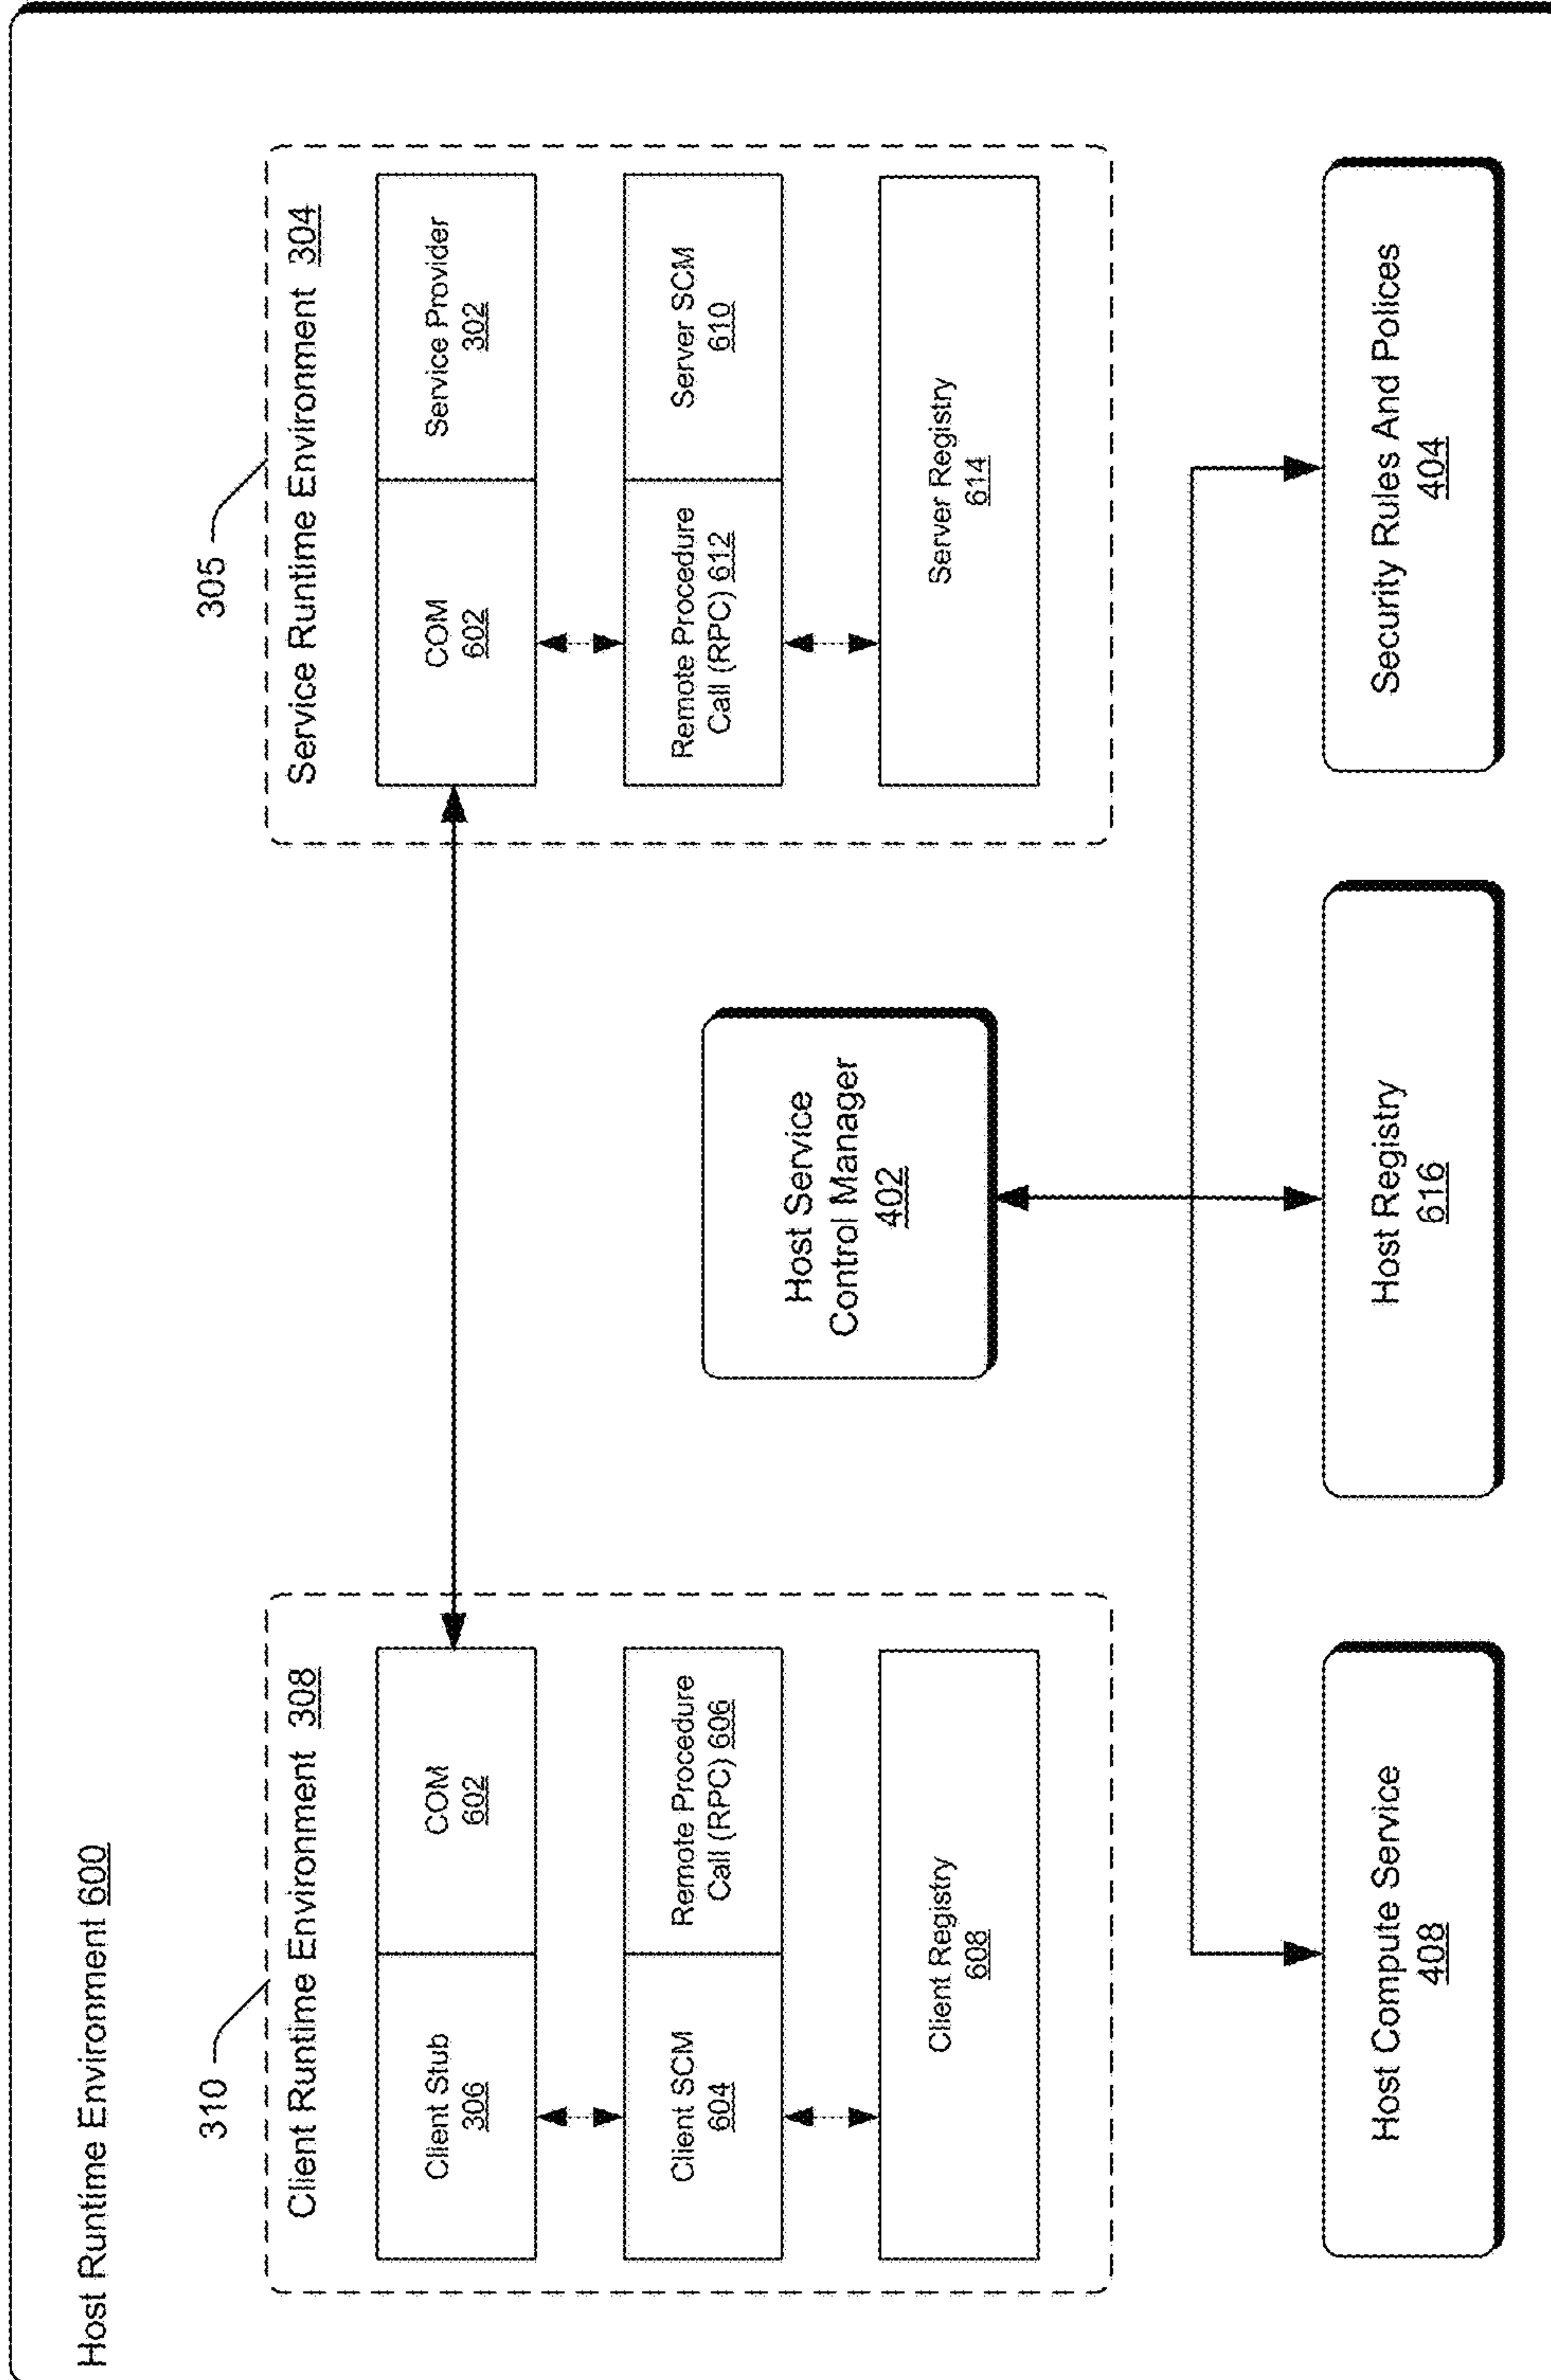 Host Runtime Environment 600
310
Client Runtime Environment 308
Client Stub
306
COM
602
Client SCM
604
Remote Procedure
Call (RPC) 606
Client Registry
608
305
Service Runtime Environment 304
COM
602
Service Provider
302
Remote Procedure
Call (RPC) 612
Server SCM
610
Server Registry
614
Host Service
Control Manager
402
Host Compute Service
408
Host Registry
616
Security Rules And Polices
404